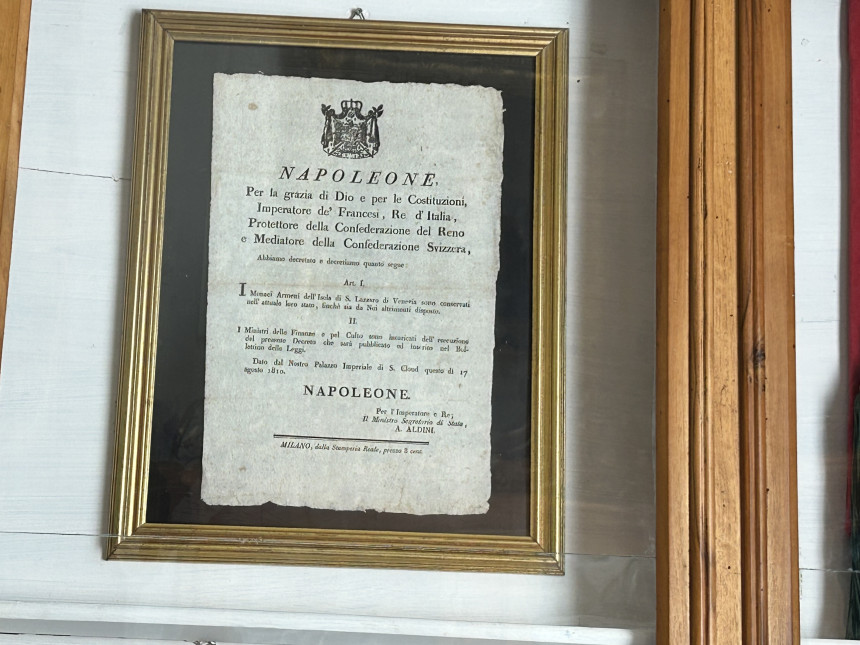 NAPOLEONE,
Per la grazia di Dio e per le Costituzioni,
Imperatore de' Francesi, Re d'Italia,
Protettore della Confederazione del Reno
e Mediatore della Confederazione Svizzera,
Abbiamo decretato e decretiamo quanto segue:
Art. I.
I Monaci Armeni dell'Isola di S. Lazzaro di Venezia sono conservati
nell'attuale loro stato, finchè sia da Noi altrimenti disposto.
II.
I Ministri delle Finanze e pel Culto sono incaricati dell'esecuzione
del presente Decreto che sarà pubblicato ed inserito nel Bol-
lettino delle Leggi.
Dato dal Nostro Palazzo Imperiale di S. Cloud questo dì 17
agosto 1810.
NAPOLEONE.
Per l'Imperatore e Re;
Il Ministro Segretario di Stato,
A. ALDINI.
MILANO, dalla Stamperia Reale, prezzo 8 cent.